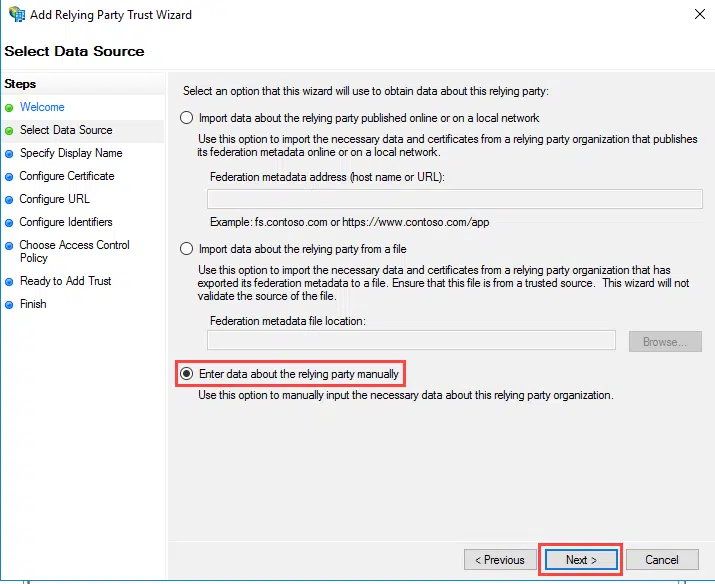 Add Relying Party Trust Wizard
Select Data Source
Steps
Welcome
Select Data Source
Specify Display Name
Configure Certificate
Configure URL
Configure Identifiers
Choose Access Control
Policy
Ready to Add Trust
Finish
Select an option that this wizard will use to obtain data about this relying party:
Import data about the relying party published online or on a local network
Use this option to import the necessary data and certificates from a relying party organization that publishes
its federation metadata online or on a local network.
Federation metadata address (host name or URL):
Example: fs.contoso.com or https://www.contoso.com/app
Import data about the relying party from a file
Use this option to import the necessary data and certificates from a relying party organization that has
exported its federation metadata to a file. Ensure that this file is from a trusted source. This wizard will not
validate the source of the file.
Federation metadata file location:
Browse...
Enter data about the relying party manually
Use this option to manually input the necessary data about this relying party organization.
< Previous
Next >
Cancel